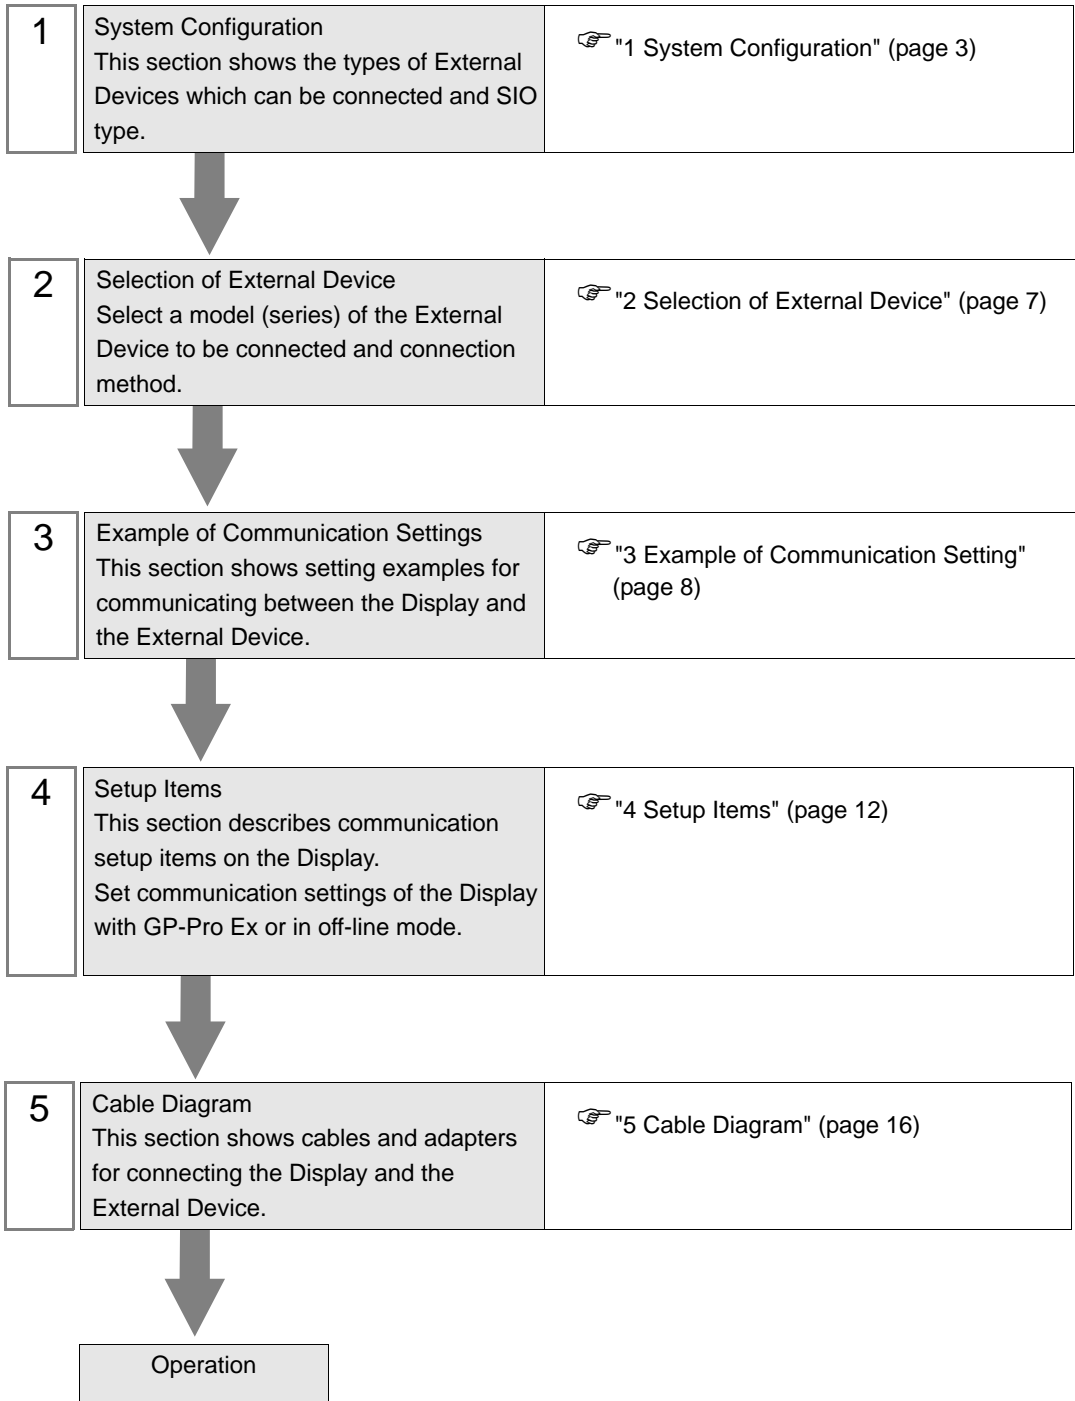 1
System Configuration
This section shows the types of External
Devices which can be connected and SIO
type.
"1 System Configuration" (page 3)
2
Selection of External Device
Select a model (series) of the External
Device to be connected and connection
method.
"2 Selection of External Device" (page 7)
3
Example of Communication Settings
This section shows setting examples for
communicating between the Display and
the External Device.
"3 Example of Communication Setting"
(page 8)
4
Setup Items
This section describes communication
setup items on the Display.
Set communication settings of the Display
with GP-Pro Ex or in off-line mode.
"4 Setup Items" (page 12)
5
Cable Diagram
This section shows cables and adapters
for connecting the Display and the
External Device.
"5 Cable Diagram" (page 16)
Operation